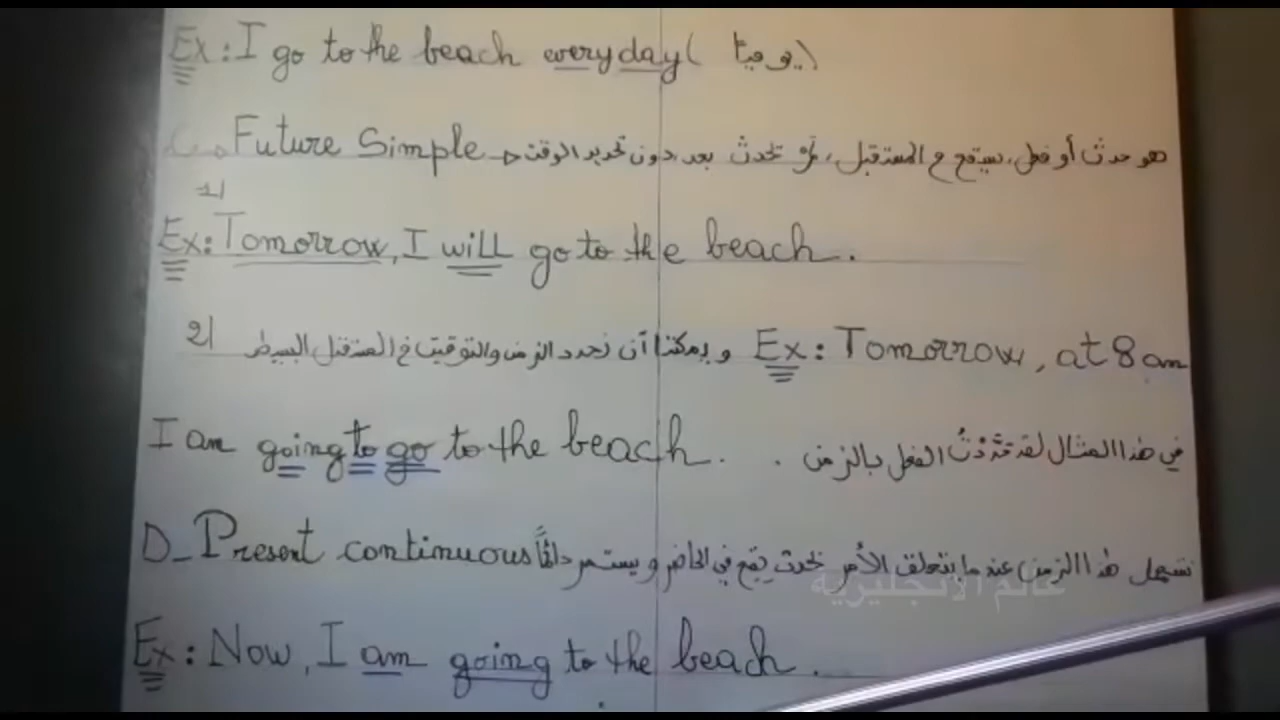 Ex: I go to the beach everyday (يوميا)
C_ Future Simple → هو حدث أو فعل، سيقع في المستقبل، تحدث بعد، دون تحديد الوقت
1/
Ex: Tomorrow, I will go to the beach.
2/ و يمكننا أن نحدد الزمن والتوقيت في المستقبل البسيط Ex: Tomorrow, at 8 am
I am going to go to the beach. في هذا المثال لقد الفعل بالزمن.
D_ Present continuous نستعمل هذا الزمن عندما يتعلق الأمر بحدث يقع في الحاضر و يستمر دائمًا
عالم الانجليزية
Ex: Now, I am going to the beach.